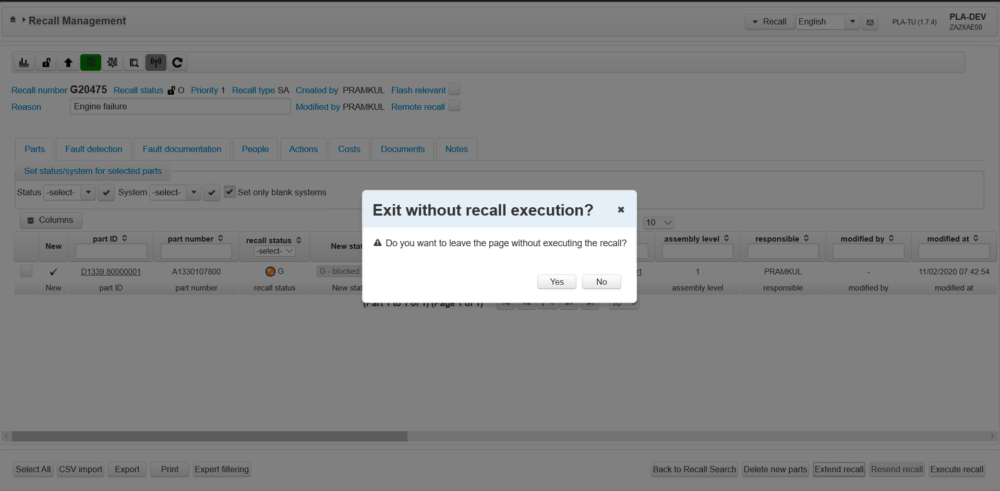 Recall Management
Recall English PLA-TU (1.7.4) PLA-DEV
ZA2XAE08
Recall number G20475 Recall status O Priority 1 Recall type SA Created by PRAMKUL Flash relevant
Reason Engine failure Modified by PRAMKUL Remote recall
Parts Fault detection Fault documentation People Actions Costs Documents Notes
Set status/system for selected parts
Status -select- System -select- Set only blank systems
Exit without recall execution?
Columns 10
Do you want to leave the page without executing the recall?
New part ID part number recall status New stat assembly level responsible modified by modified at
-select-
D1339 80000001 A1330107800 G G - blocked 1 PRAMKUL - 11/02/2020 07:42:54
Yes No
New part ID part number recall status New stat assembly level responsible modified by modified at
(Part 1 to 1 of 1) (Page 1 of 1) 1 10
Select All CSV import Export Print Expert filtering Back to Recall Search Delete new parts Extend recall Resend recall Execute recall